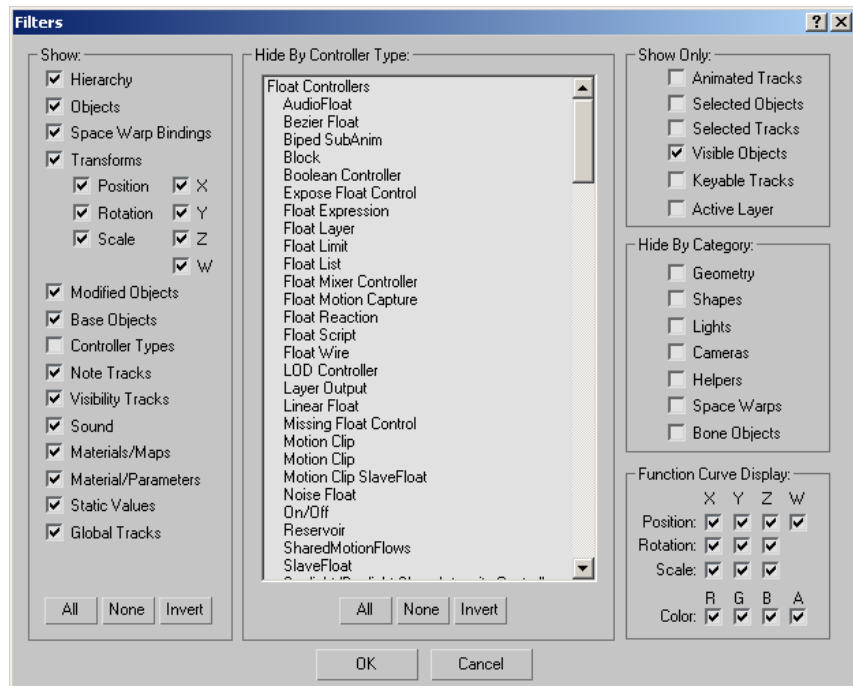 Filters
Show:
Hierarchy
Objects
Space Warp Bindings
Transforms
Position X
Rotation Y
Scale Z
W
Modified Objects
Base Objects
Controller Types
Note Tracks
Visibility Tracks
Sound
Materials/Maps
Material/Parameters
Static Values
Global Tracks
All None Invert
Hide By Controller Type:
Float Controllers
AudioFloat
Bezier Float
Biped SubAnim
Block
Boolean Controller
Expose Float Control
Float Expression
Float Layer
Float Limit
Float List
Float Mixer Controller
Float Motion Capture
Float Reaction
Float Script
Float Wire
LOD Controller
Layer Output
Linear Float
Missing Float Control
Motion Clip
Motion Clip
Motion Clip SlaveFloat
Noise Float
On/Off
Reservoir
SharedMotionFlows
SlaveFloat
All None Invert
Show Only:
Animated Tracks
Selected Objects
Selected Tracks
Visible Objects
Keyable Tracks
Active Layer
Hide By Category:
Geometry
Shapes
Lights
Cameras
Helpers
Space Warps
Bone Objects
Function Curve Display:
X Y Z W
Position:
Rotation:
Scale:
R G B A
Color:
OK Cancel